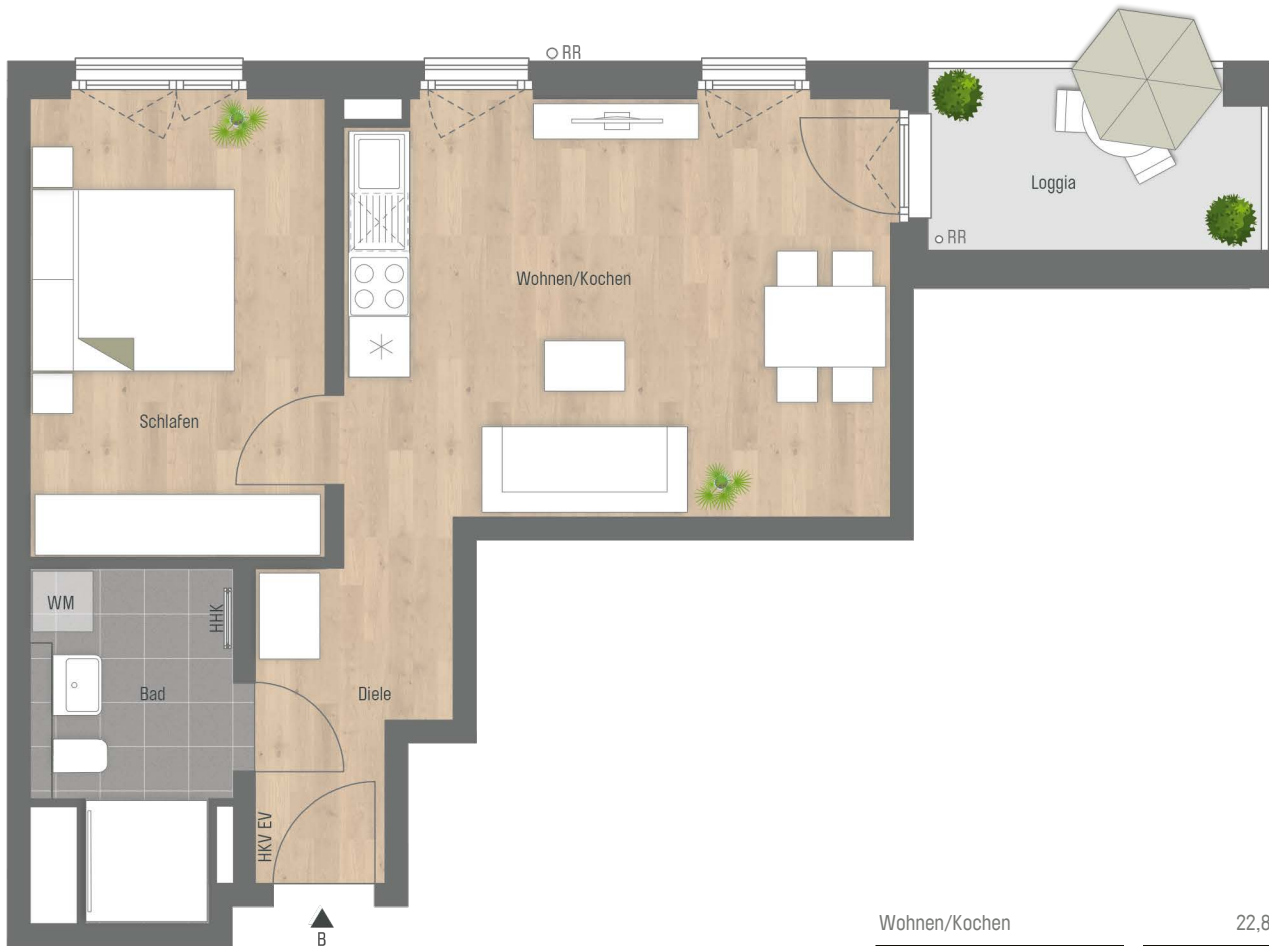 RR
Loggia
RR
Wohnen/Kochen
Schlafen
WM
HHK
Bad
Diele
HKV EV
B
Wohnen/Kochen 22,8